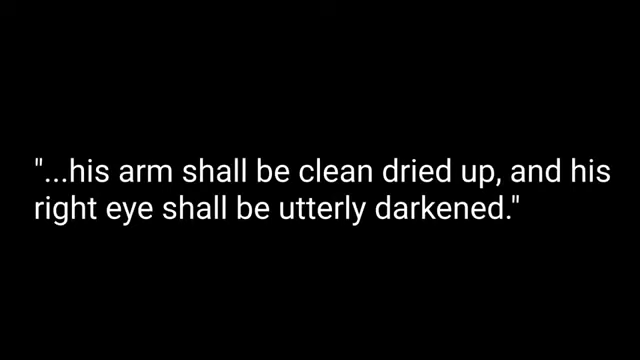 "...his arm shall be clean dried up, and his
right eye shall be utterly darkened."